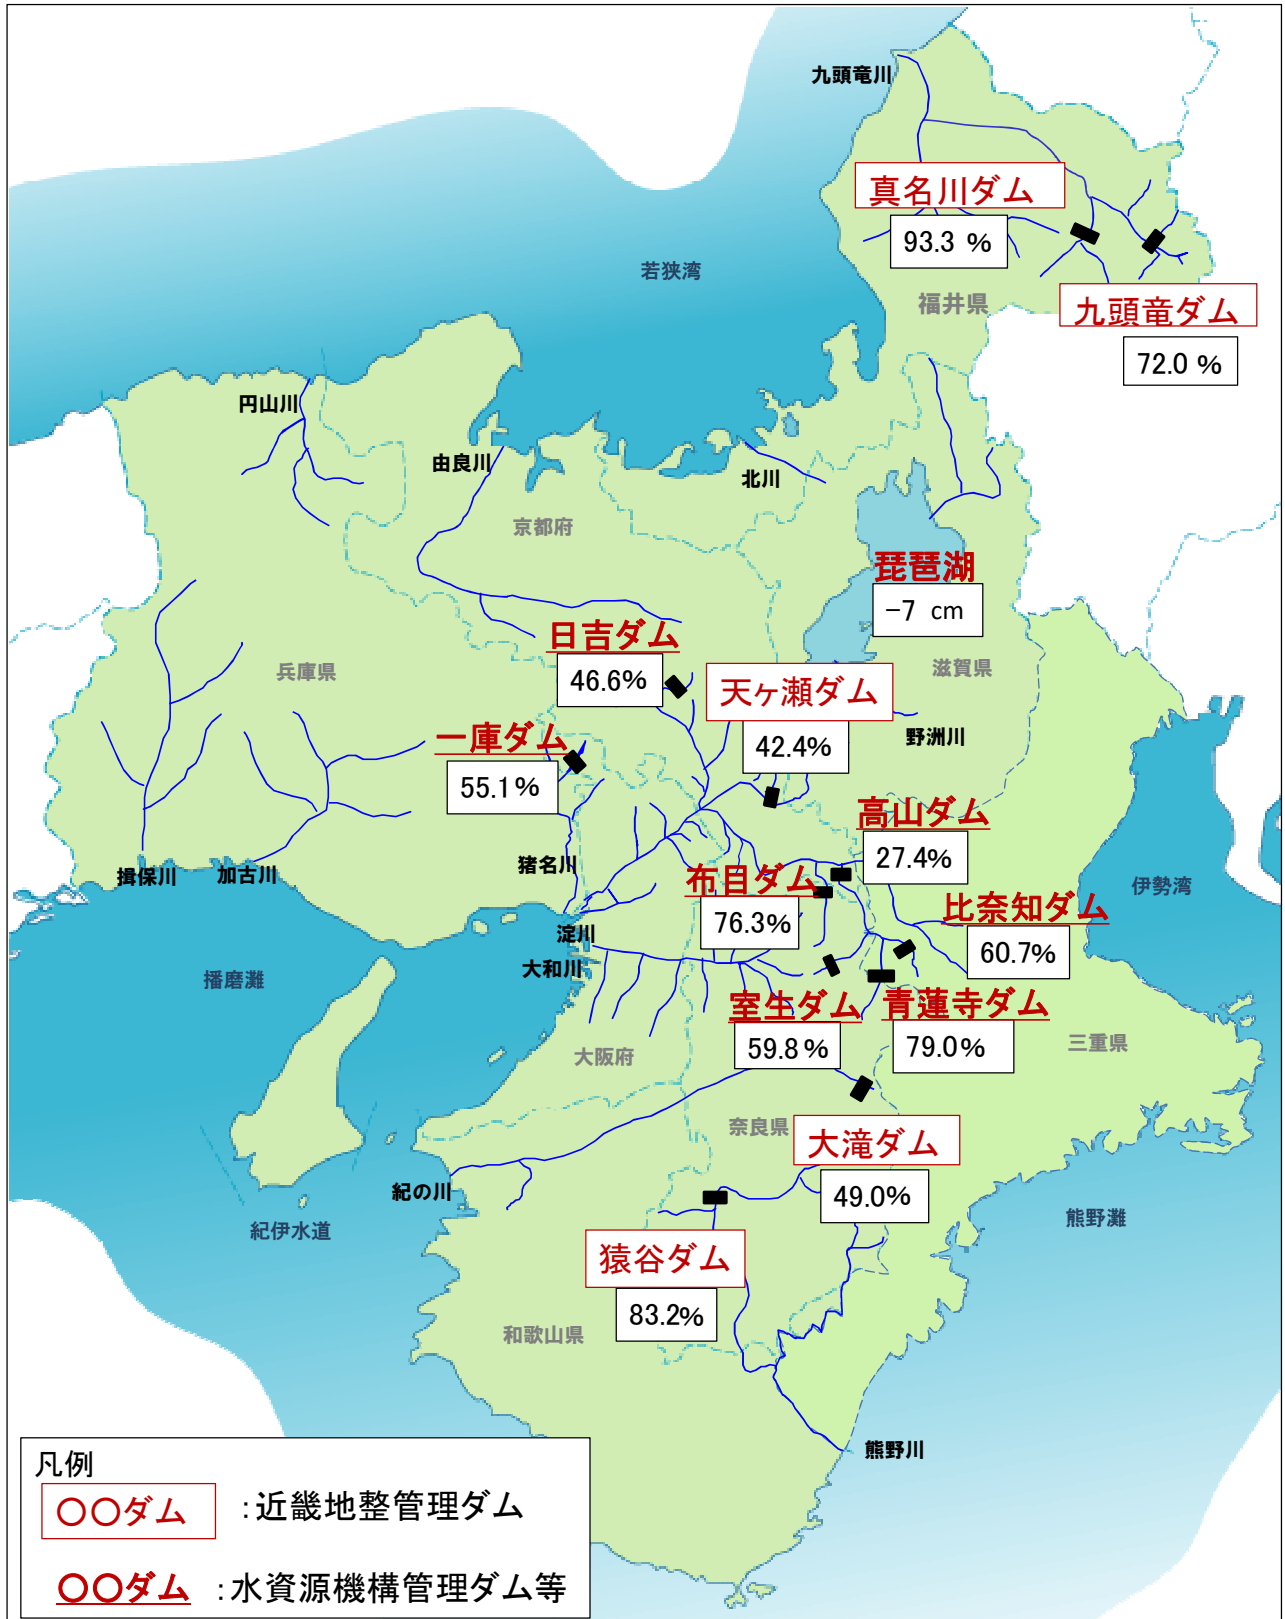 九頭竜川
真名川ダム
93.3 %
若狭湾
福井県
九頭竜ダム
72.0 %
円山川
由良川
北川
京都府
琵琶湖
−7 cm
日吉ダム
46.6%
兵庫県
滋賀県
天ヶ瀬ダム
42.4%
野洲川
一庫ダム
55.1%
高山ダム
27.4%
猪名川
揖保川
加古川
布目ダム
76.3%
伊勢湾
比奈知ダム
60.7%
淀川
大和川
播磨灘
室生ダム
59.8%
青蓮寺ダム
79.0%
三重県
大阪府
奈良県
大滝ダム
49.0%
紀の川
紀伊水道
熊野灘
猿谷ダム
83.2%
和歌山県
熊野川
凡例
〇〇ダム :近畿地整管理ダム
〇〇ダム :水資源機構管理ダム等